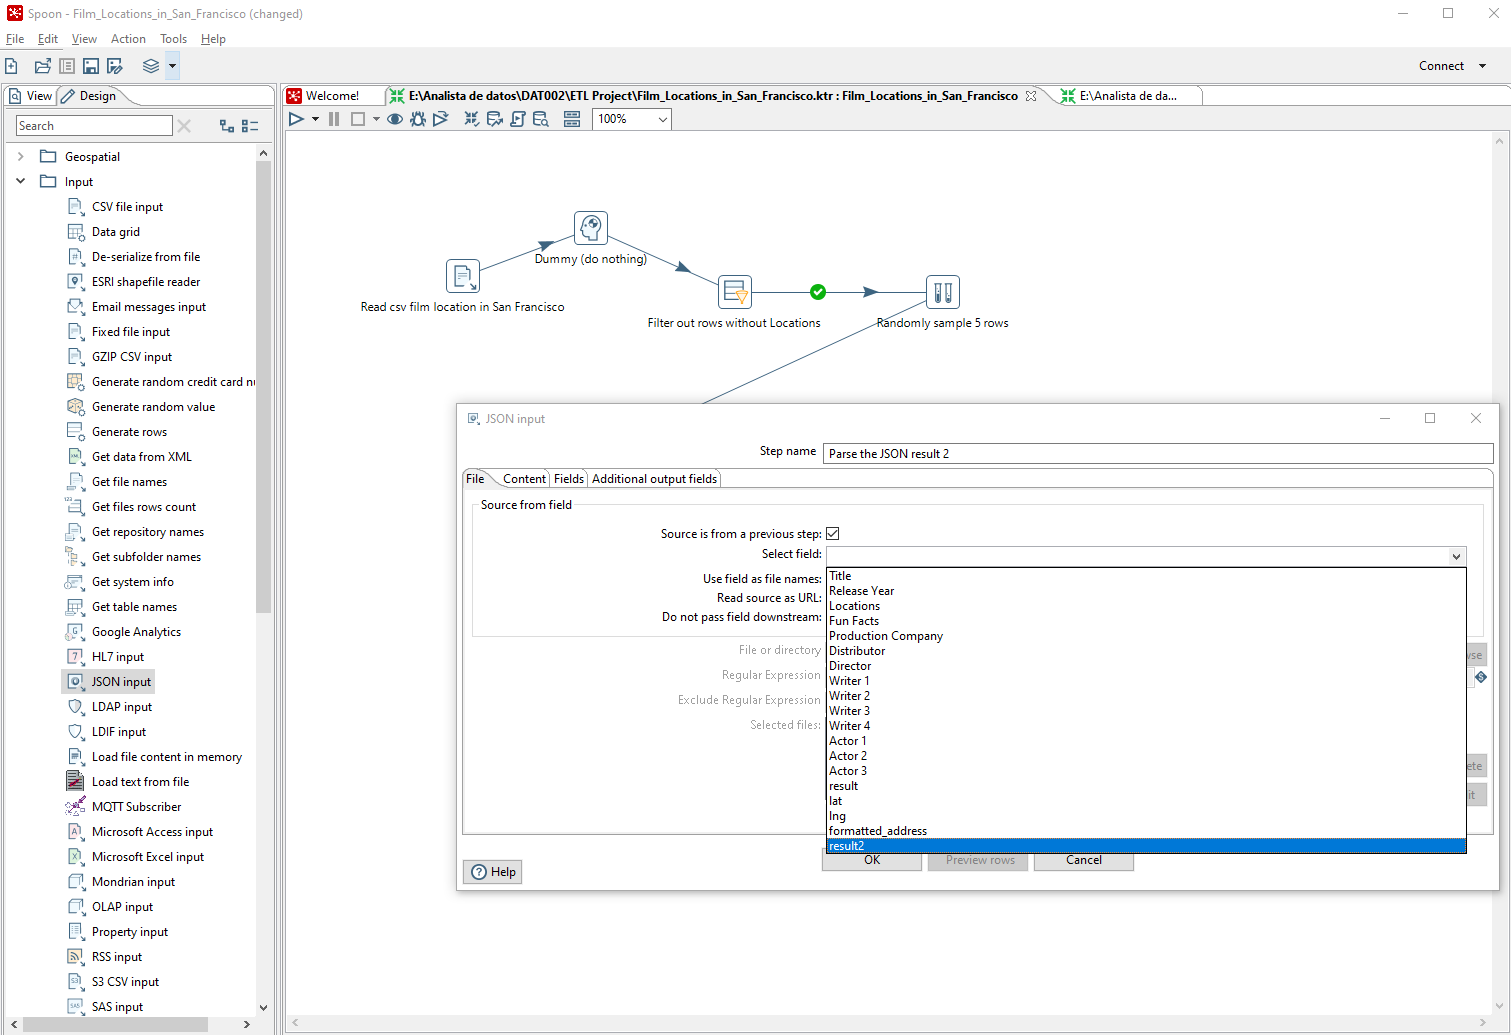 Spoon - Film_Locations_in_San_Francisco (changed)
File Edit View Action Tools Help
Connect
View Design
Search
Geospatial
Input
CSV file input
Data grid
De-serialize from file
ESRI shapefile reader
Email messages input
Fixed file input
GZIP CSV input
Generate random credit card nu
Generate random value
Generate rows
Get data from XML
Get file names
Get files rows count
Get repository names
Get subfolder names
Get system info
Get table names
Google Analytics
HL7 input
JSON input
LDAP input
LDIF input
Load file content in memory
Load text from file
MQTT Subscriber
Microsoft Access input
Microsoft Excel input
Mondrian input
OLAP input
Property input
RSS input
S3 CSV input
SAS input
Welcome! E:\Analista de datos\DAT002\ETL Project\Film_Locations_in_San_Francisco.ktr : Film_Locations_in_San_Francisco E:\Analista de da...
100%
Dummy (do nothing)
Read csv film location in San Francisco
Filter out rows without Locations
Randomly sample 5 rows
JSON input
Step name Parse the JSON result 2
File Content Fields Additional output fields
Source from field
Source is from a previous step:
Select field:
Use field as file names:
Read source as URL:
Do not pass field downstream:
File or directory
Regular Expression
Exclude Regular Expression
Selected files:
Title
Release Year
Locations
Fun Facts
Production Company
Distributor
Director
Writer 1
Writer 2
Writer 3
Writer 4
Actor 1
Actor 2
Actor 3
result
lat
lng
formatted_address
result2
OK Preview rows Cancel
Help